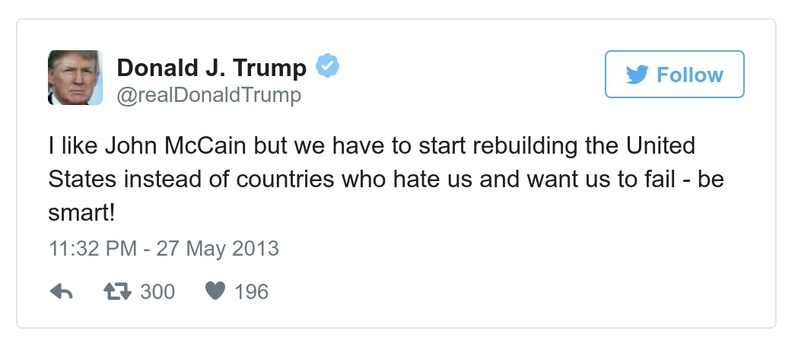 Donald J. Trump
@realDonaldTrump
Follow
I like John McCain but we have to start rebuilding the United
States instead of countries who hate us and want us to fail - be
smart!
11:32 PM - 27 May 2013
300 196